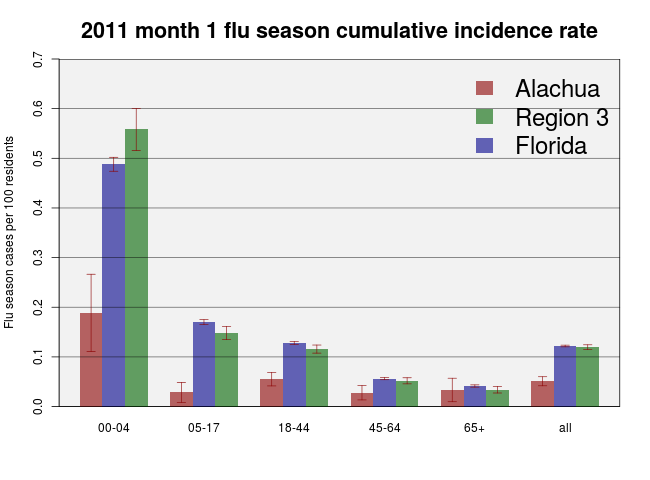 2011 month 1 flu season cumulative incidence rate
Flu season cases per 100 residents
0.7
0.6
0.5
0.4
0.3
0.2
0.1
0.0
Alachua
Region 3
Florida
00-04 05-17 18-44 45-64 65+ all